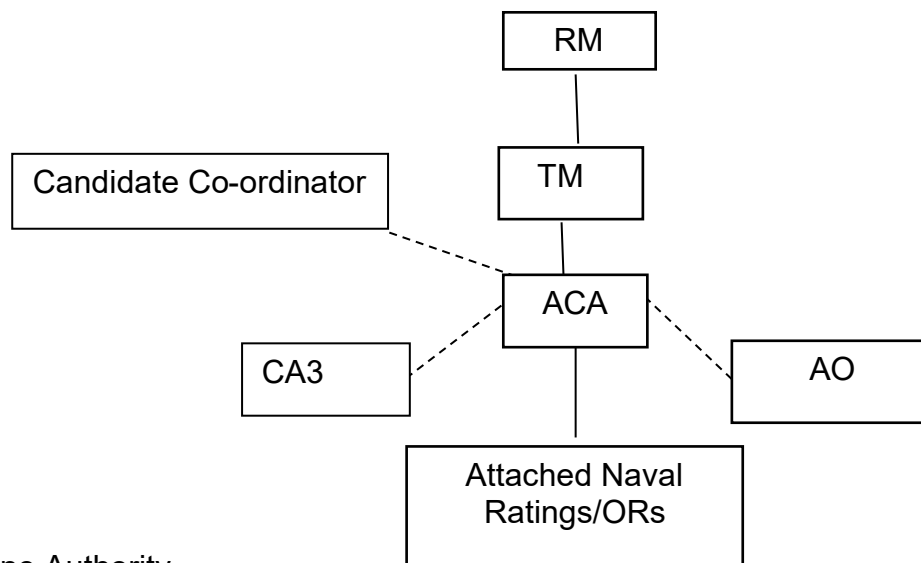 RM
TM
Candidate Co-ordinator
ACA
CA3
AO
Attached Naval
Ratings/ORs
Authority